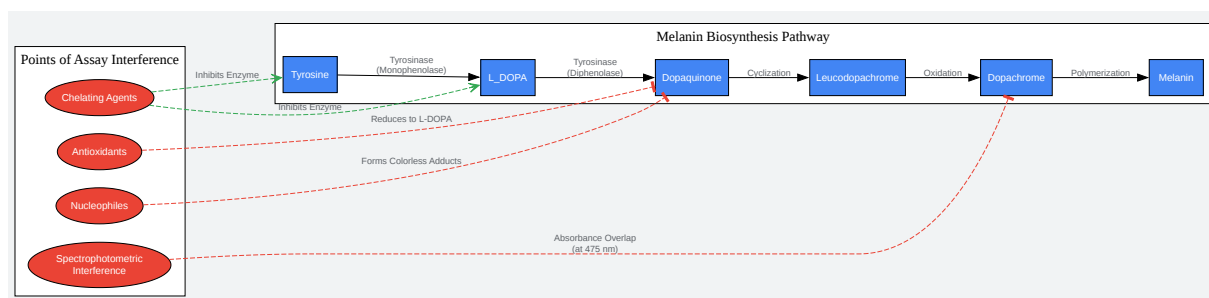 Melanin Biosynthesis Pathway
Points of Assay Interference
Tyrosine
Tyrosinase
(Monophenolase)
L_DOPA
Tyrosinase
(Diphenolase)
Dopaquinone
Cyclization
Leucodopachrome
Oxidation
Dopachrome
Polymerization
Melanin
Chelating Agents
Inhibits Enzyme
Inhibits Enzyme
Antioxidants
Reduces to L-DOPA
Nucleophiles
Forms Colorless Adducts
Spectrophotometric
Interference
Absorbance Overlap
(at 475 nm)